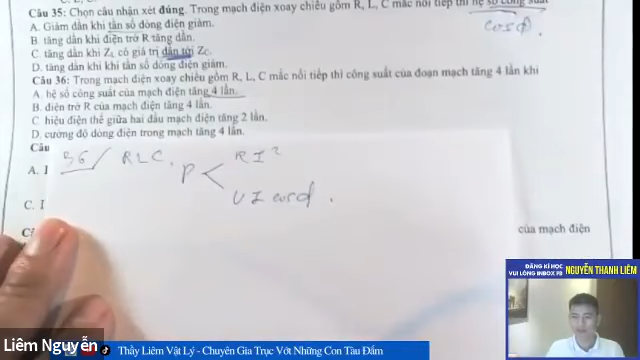 Câu 35: Chọn câu nhận xét đúng. Trong mạch điện xoay chiều gồm R, L, C mắc nối tiếp thì hệ số công suất
cosφ.
A. Giảm dần khi tần số dòng điện giảm.
B. tăng dần khi điện trở R tăng dần.
C. tăng dần khi ZL có giá trị dần tới ZC.
D. tăng dần khi khi tần số dòng điện giảm.
Câu 36: Trong mạch điện xoay chiều gồm R, L, C mắc nối tiếp thì công suất của đoạn mạch tăng 4 lần khi
A. hệ số công suất của mạch điện tăng 4 lần.
B. điện trở R của mạch điện tăng 4 lần.
C hiệu điện thế giữa hai đầu mạch điện tăng 2 lần.
D. cường độ dòng điện trong mạch tăng 4 lần.
Câu
36/ RLC. P < RI²
UI cosφ.
A. I
C. I
của mạch điện
ĐĂNG KÍ HỌC
VUI LÒNG INBOX FB
NGUYỄN THANH LIÊM
Liêm Nguyễn
Thầy Liêm Vật Lý - Chuyên Gia Trục Vớt Những Con Tàu Đắm